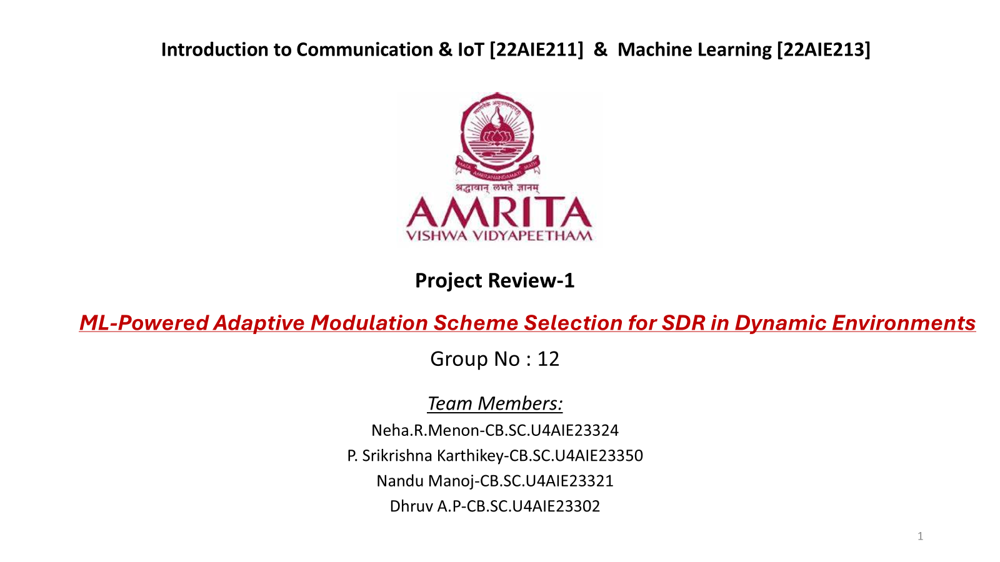 Introduction to Communication & IoT [22AIE211] & Machine Learning [22AIE213]
MATA AMRITANANDAMAYI MATH
श्रद्धावान् लभते ज्ञानम्
AMRITA
VISHWA VIDYAPEETHAM
Project Review-1
ML-Powered Adaptive Modulation Scheme Selection for SDR in Dynamic Environments
Group No : 12
Team Members:
Neha.R.Menon-CB.SC.U4AIE23324
P. Srikrishna Karthikey-CB.SC.U4AIE23350
Nandu Manoj-CB.SC.U4AIE23321
Dhruv A.P-CB.SC.U4AIE23302
1